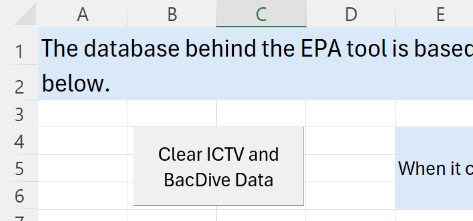 A B C D E
1 The database behind the EPA tool is based
2 below.
3
4
Clear ICTV and
5 When it
BacDive Data
6